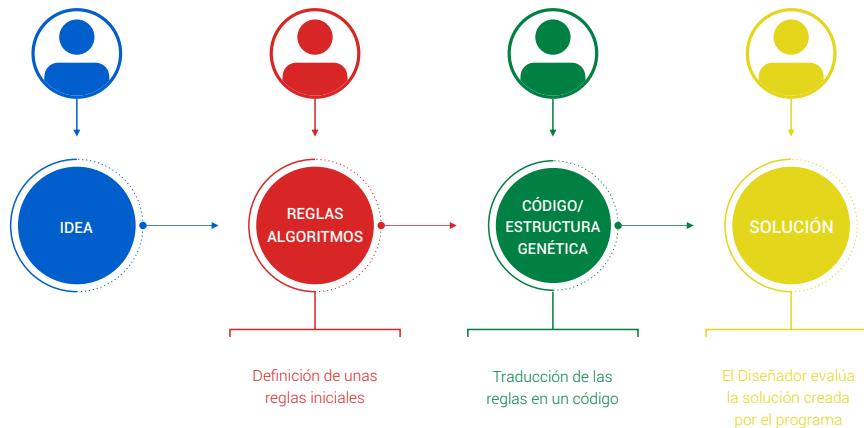 IDEA
REGLAS
ALGORITMOS
CÓDIGO/
ESTRUCTURA
GENÉTICA
SOLUCIÓN
Definición de unas
reglas iniciales
Traducción de las
reglas en un código
El Diseñador evalúa
la solución creada
por el programa